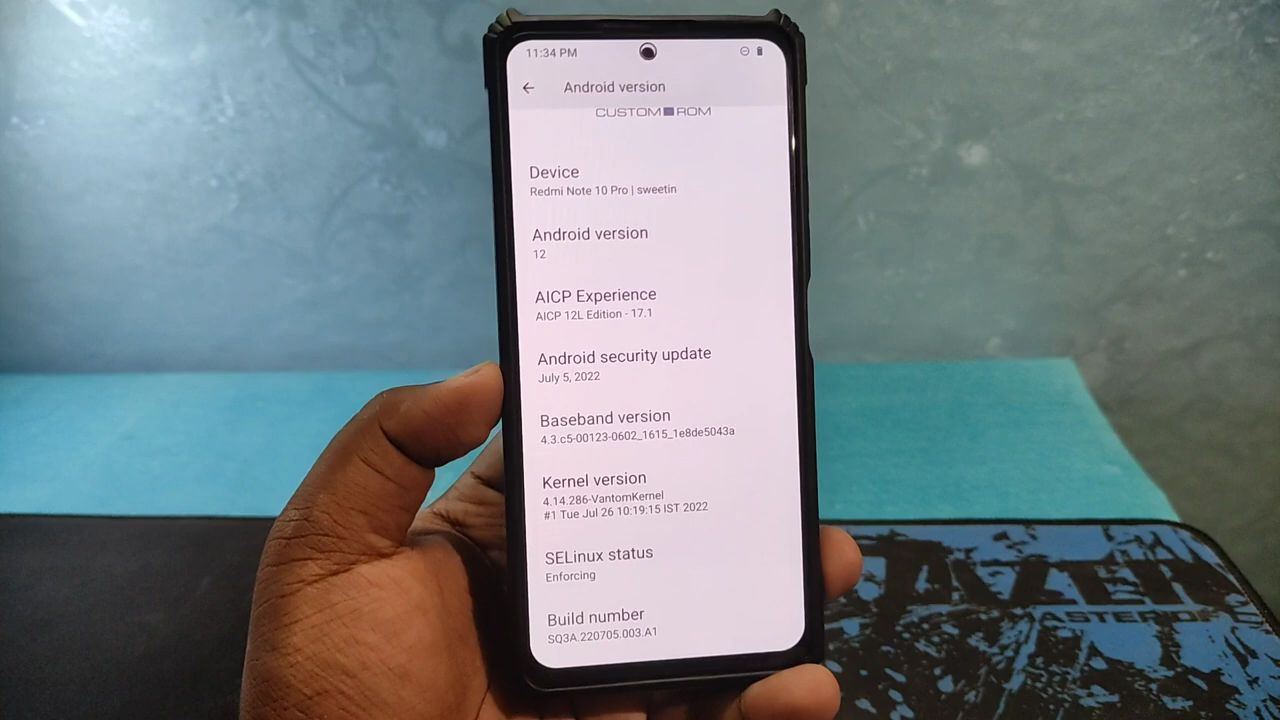 11:34 PM
Android version
CUSTOM ROM
Device
Redmi Note 10 Pro | sweetin
Android version
12
AICP Experience
AICP 12L Edition - 17.1
Android security update
July 5, 2022
Baseband version
4.3.c5-00123-0602_1615_1e8de5043a
Kernel version
4.14.286-VantomKernel
#1 Tue Jul 26 10:19:15 IST 2022
SELinux status
Enforcing
Build number
SQ3A.220705.003.A1